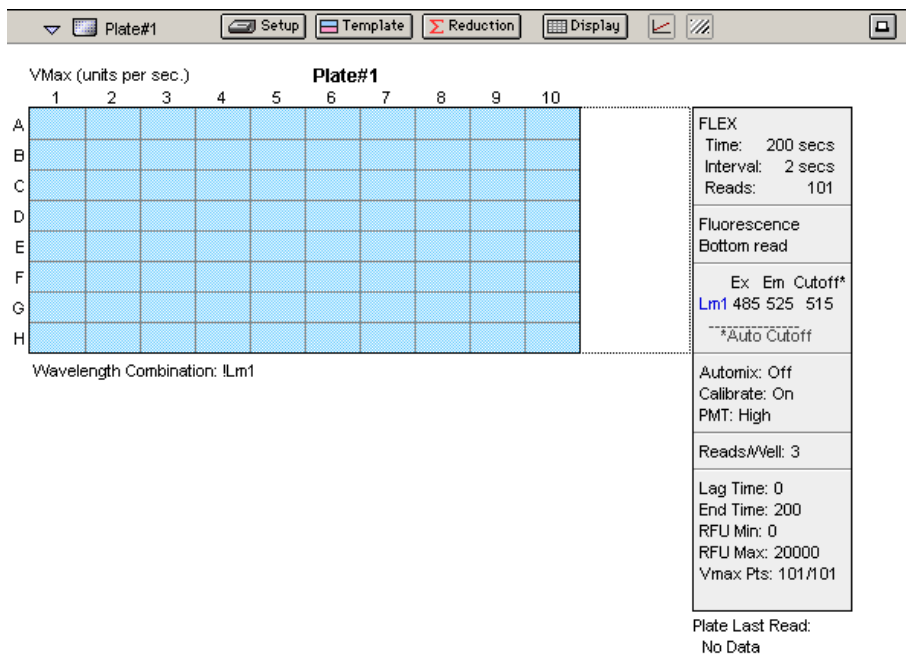 Plate#1 Setup Template Reduction Display
VMax (units per sec.) Plate#1
1 2 3 4 5 6 7 8 9 10
A
B
C
D
E
F
G
H
Wavelength Combination: !Lm1
FLEX
Time: 200 secs
Interval: 2 secs
Reads: 101
Fluorescence
Bottom read
Ex Em Cutoff*
Lm1 485 525 515
*Auto Cutoff
Automix: Off
Calibrate: On
PMT: High
Reads/Well: 3
Lag Time: 0
End Time: 200
RFU Min: 0
RFU Max: 20000
Vmax Pts: 101/101
Plate Last Read:
No Data